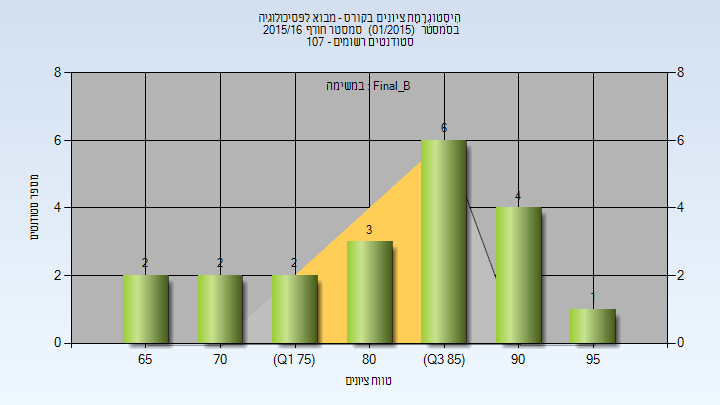 היסטוגרמת ציונים בקורס - מבוא לפסיכולוגיה
בסמסטר (01/2015) סמסטר חורף 2015/16
סטודנטים רשומים - 107
במשימה : Final_B
8 8
6 6
4 4
2 2
0 0
2 2 2 3 6 4 1
מספר סטודנטים
65 70 (Q1 75) 80 (Q3 85) 90 95
טווח ציונים